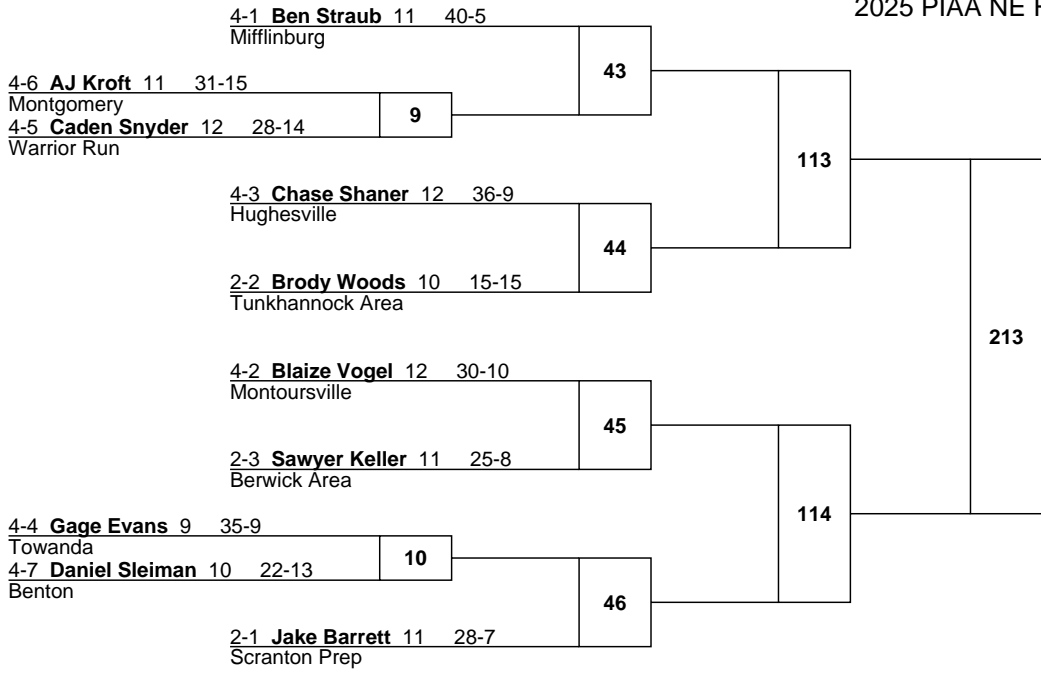 2025 PIAA NE
4-1 Ben Straub 11 40-5
Mifflinburg
43
4-6 AJ Kroft 11 31-15
Montgomery
9
4-5 Caden Snyder 12 28-14
Warrior Run
113
4-3 Chase Shaner 12 36-9
Hughesville
44
2-2 Brody Woods 10 15-15
Tunkhannock Area
213
4-2 Blaize Vogel 12 30-10
Montoursville
45
2-3 Sawyer Keller 11 25-8
Berwick Area
114
4-4 Gage Evans 9 35-9
Towanda
10
4-7 Daniel Sleiman 10 22-13
Benton
46
2-1 Jake Barrett 11 28-7
Scranton Prep